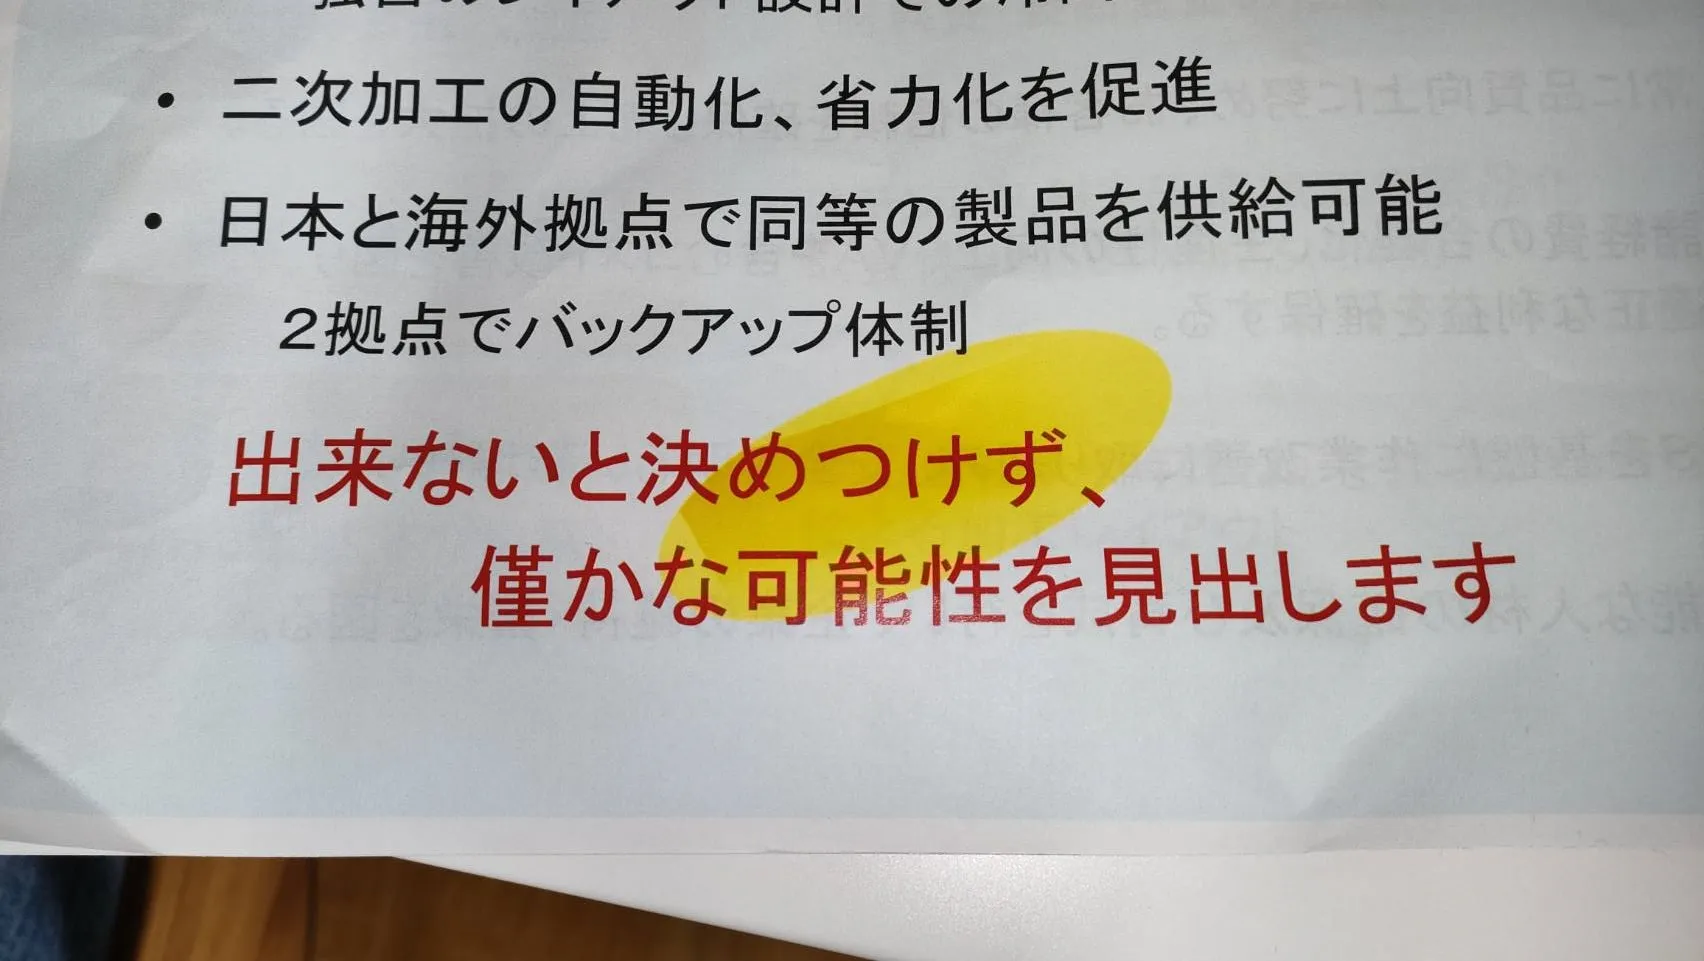 ・ 二次加工の自動化、省力化を促進
・ 日本と海外拠点で同等の製品を供給可能
２拠点でバックアップ体制
出来ないと決めつけず、
僅かな可能性を見出します